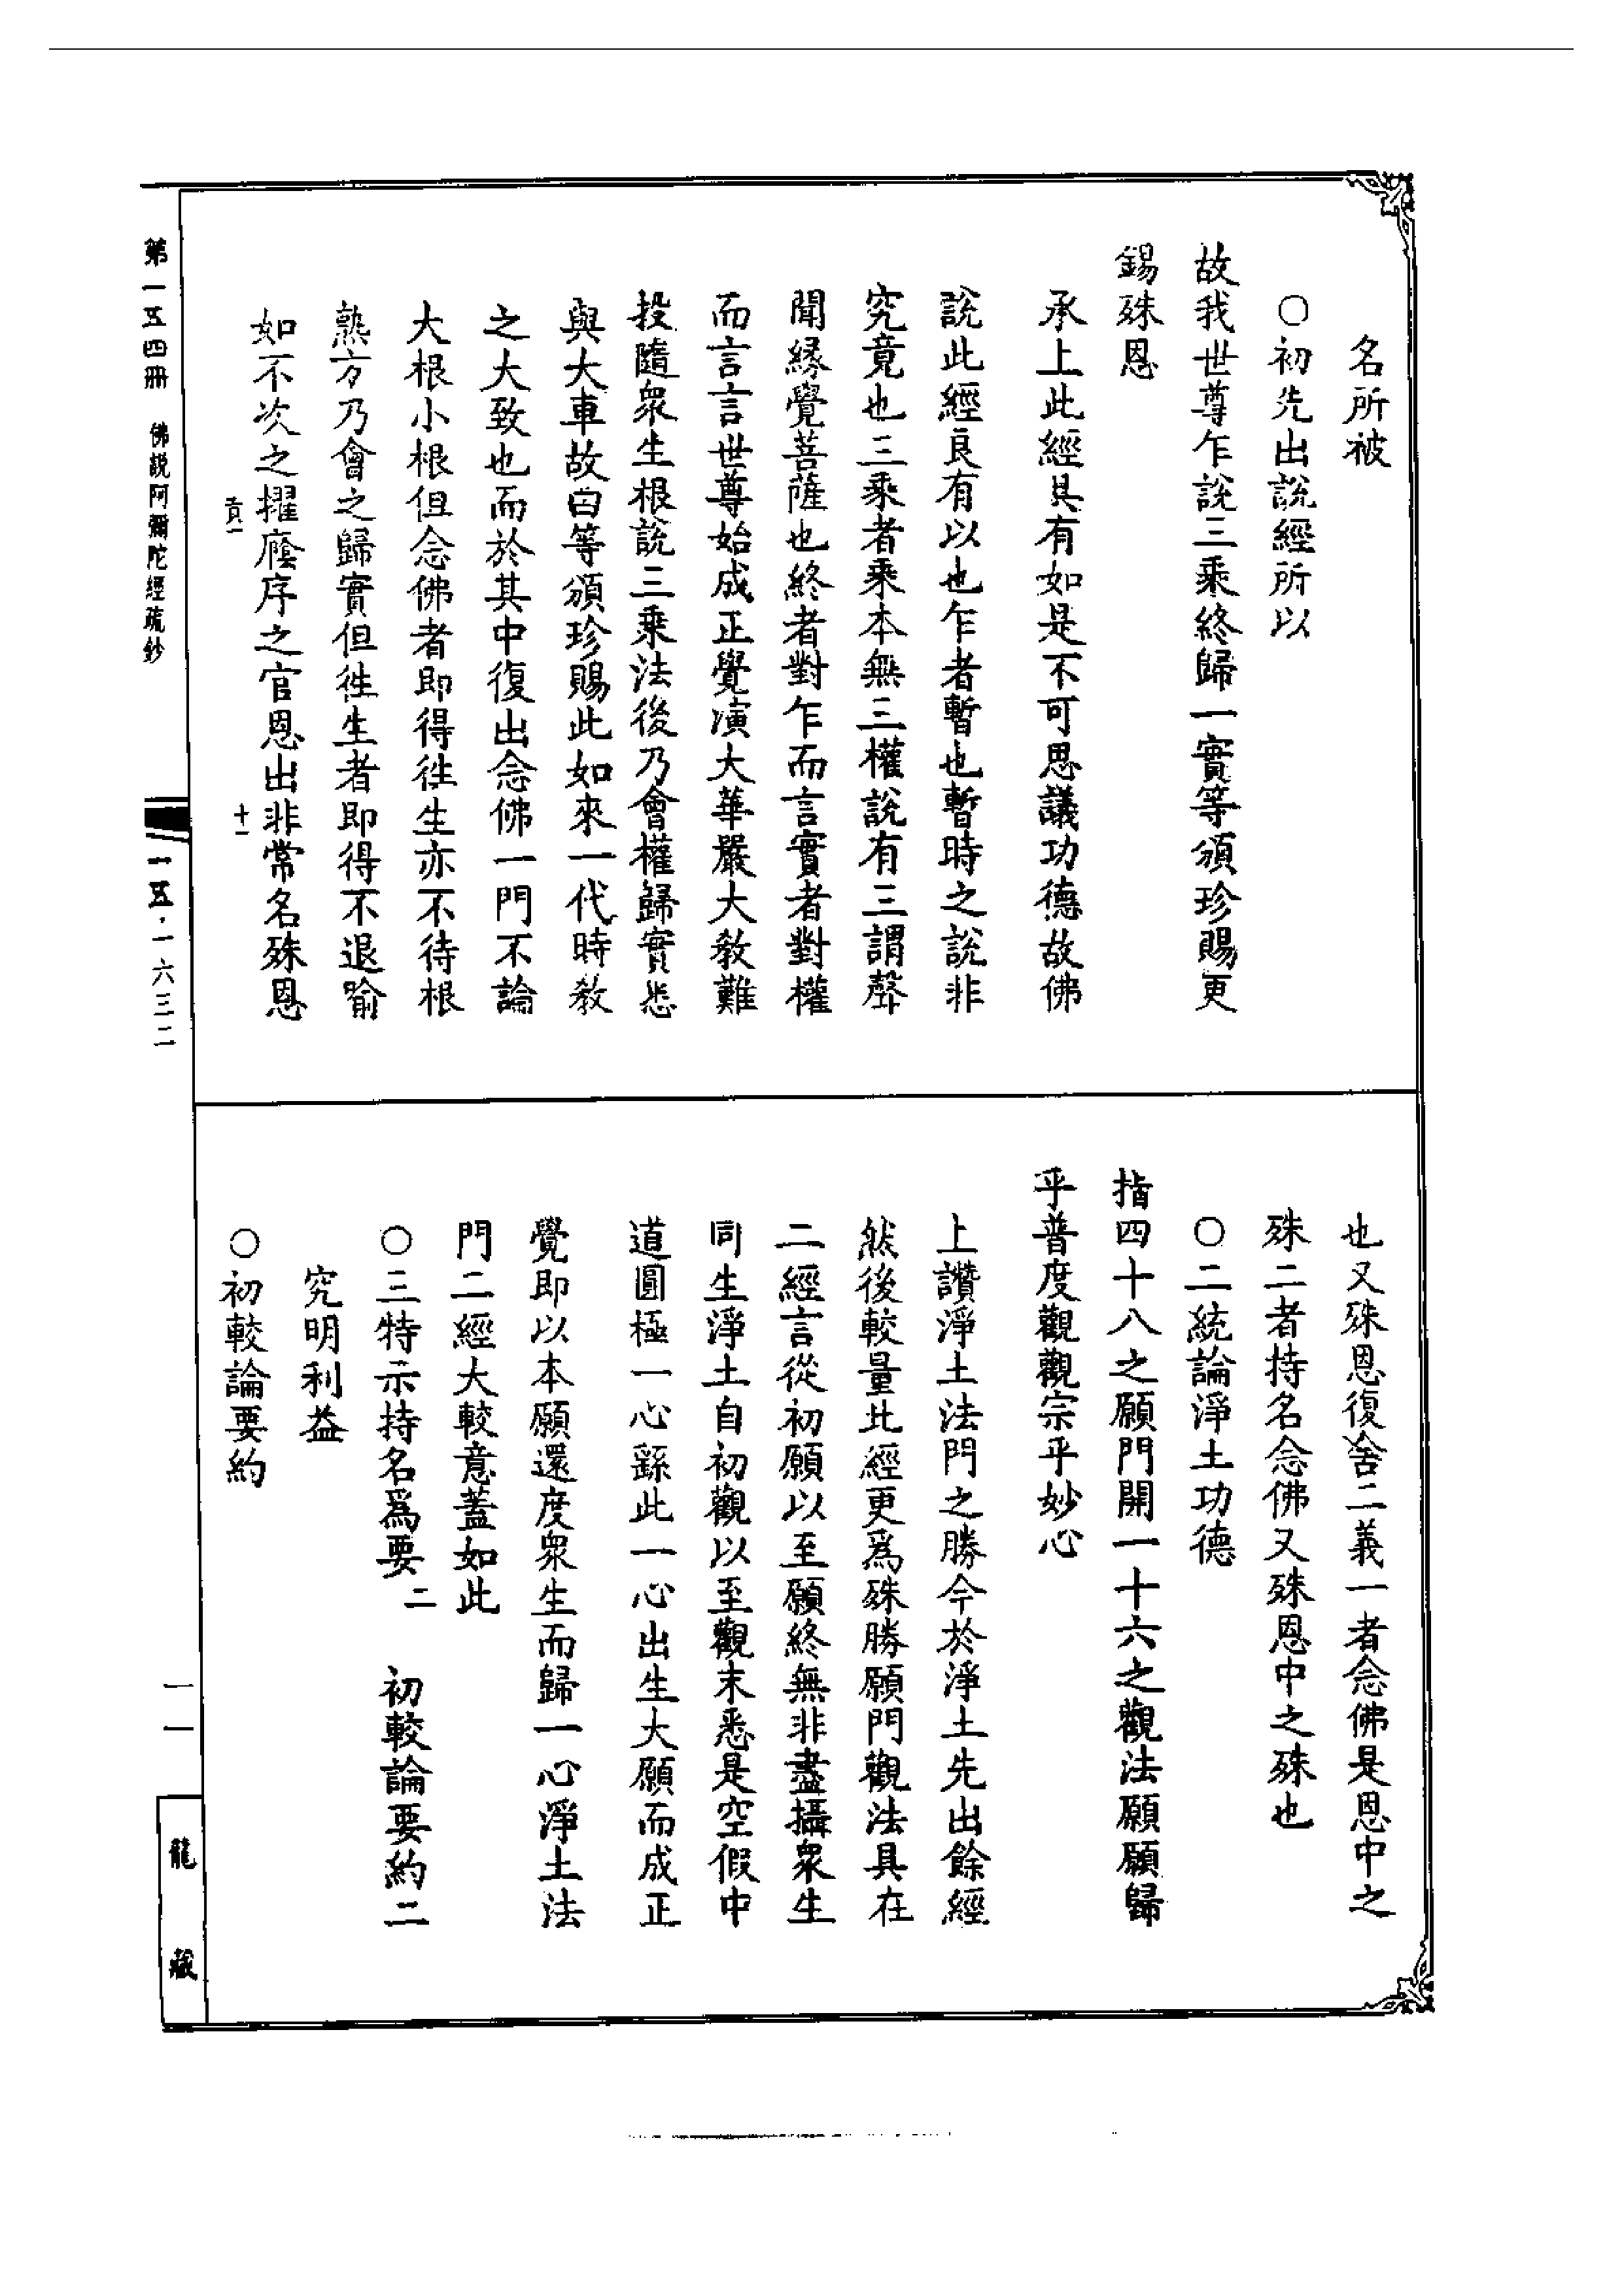 名所被
○初先出說經所以
故我世尊乍說三乘終歸一實等頒珍賜更
錫殊恩
承上此經具有如是不可思議功德故佛
說此經良有以也乍者暫也暫時之說非
究竟也三乘者乘本無三權說有三謂聲
聞緣覺菩薩也終者對乍而言實者對權
而言言世尊始成正覺演大華嚴大教難
投隨眾生根說三乘法後乃會權歸實悉
與大車故曰等頒珍賜此如來一代時教
之大致也而於其中復出念佛一門不論
大根小根但念佛者即得徃生亦不待根
熟方乃會之歸實但徃生者即得不退喻
如不次之擢廕序之官恩出非常名殊恩
貢一
十一
也又殊恩復含二義一者念佛是恩中之
殊二者持名念佛又殊恩中之殊也
○二統論淨土功德
指四十八之願門開一十六之觀法願願歸
乎普度觀觀宗乎妙心
上讚淨土法門之勝今於淨土先出餘經
然後較量此經更爲殊勝願門觀法具在
二經言從初願以至願終無非盡攝眾生
同生淨土自初觀以至觀末悉是空假中
道圓極一心繇此一心出生大願而成正
覺即以本願還度眾生而歸一心淨土法
門二經大較意蓋如此
○三特示持名爲要二 初較論要約二
究明利益
○初較論要約
第一五四冊 佛說阿彌陀經疏鈔
一五·一六三二
一一
龍藏